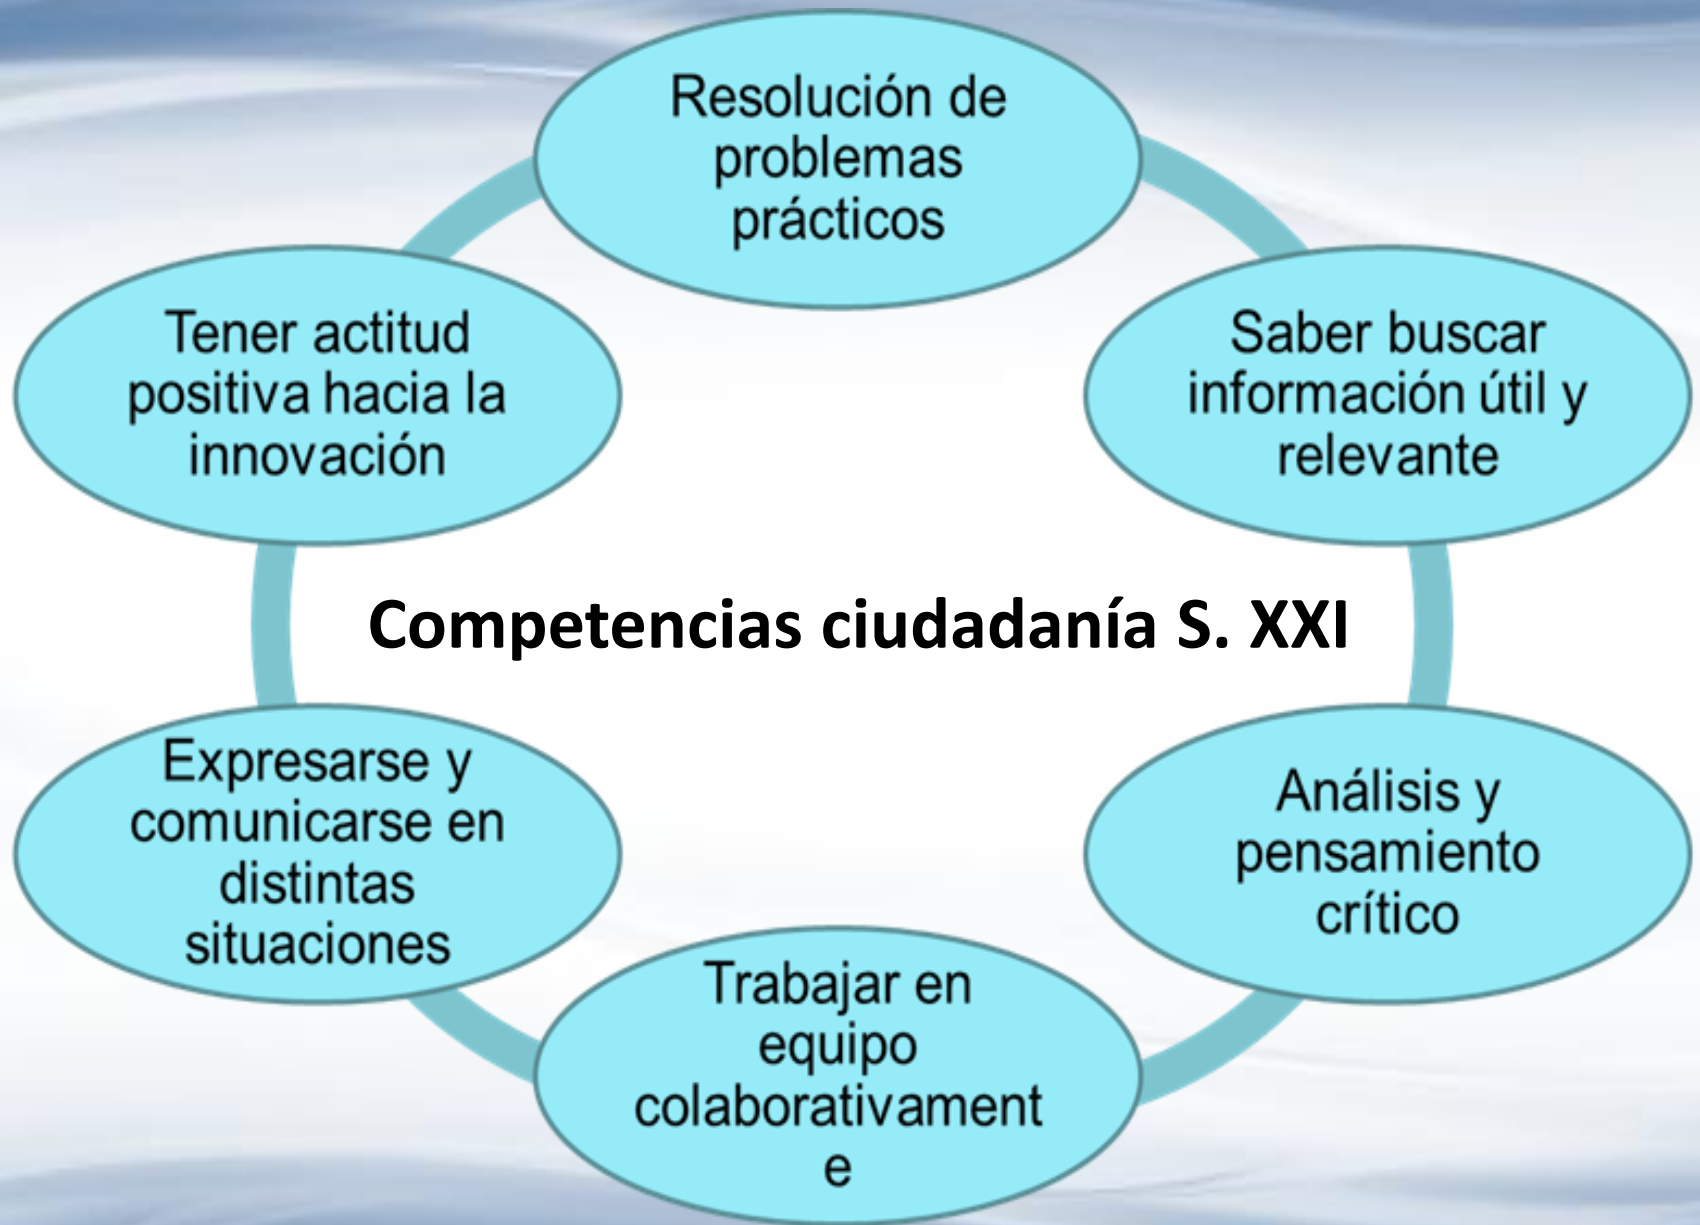 Resolución de
problemas
prácticos
Saber buscar
información útil y
relevante
Análisis y
pensamiento
crítico
Trabajar en
equipo
colaborativament
e
Expresarse y
comunicarse en
distintas
situaciones
Tener actitud
positiva hacia la
innovación
Competencias ciudadanía S. XXI